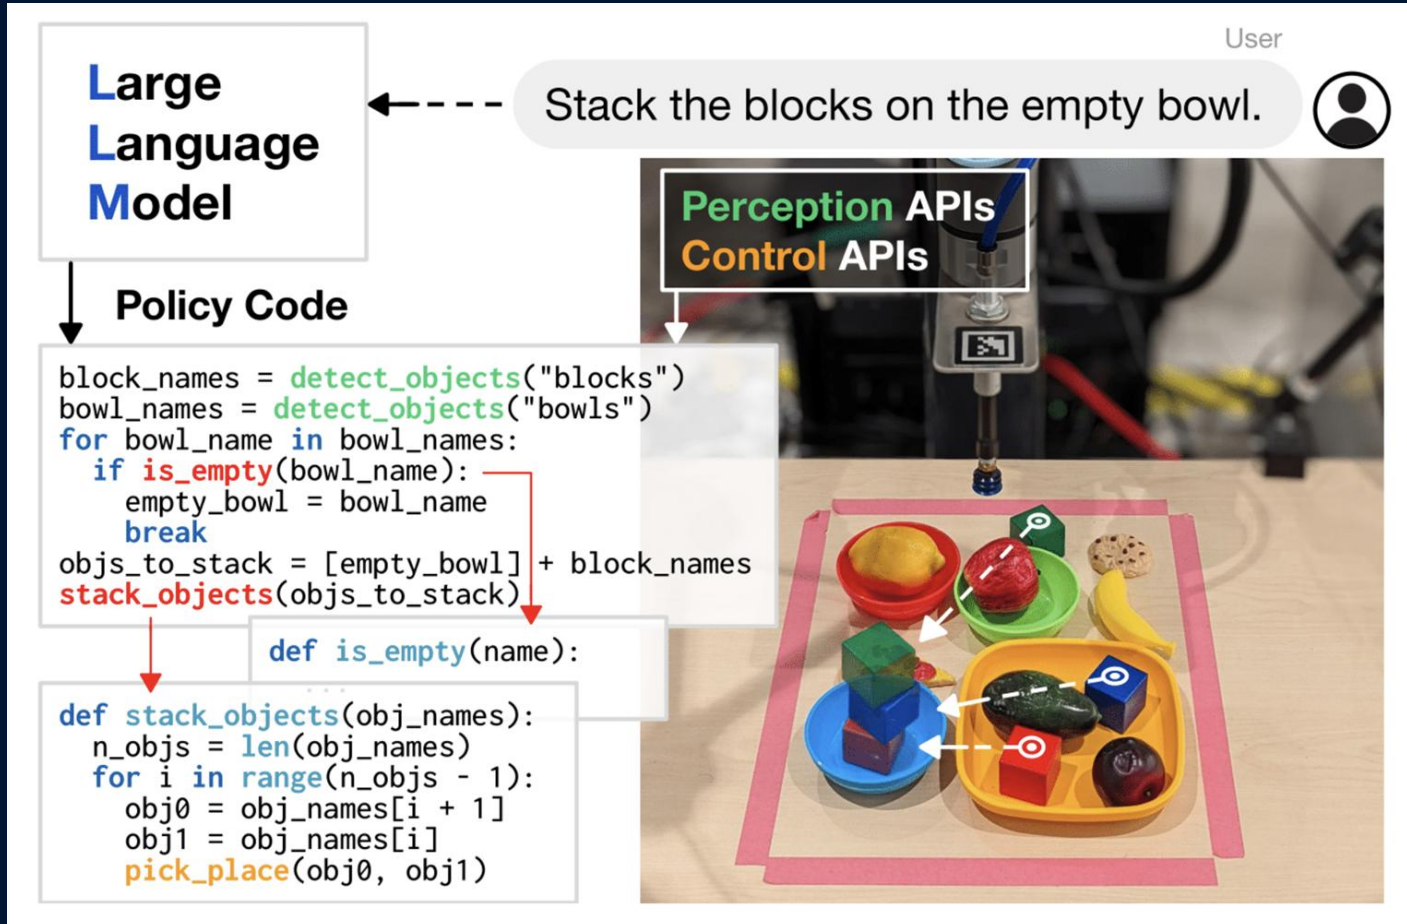 Large
Language
Model
User
Stack the blocks on the empty bowl.
Perception APIs
Control APIs
Policy Code
block_names = detect_objects("blocks")
bowl_names = detect_objects("bowls")
for bowl_name in bowl_names:
  if is_empty(bowl_name):
    empty_bowl = bowl_name
    break
objs_to_stack = [empty_bowl] + block_names
stack_objects(objs_to_stack)
def is_empty(name):
...
def stack_objects(obj_names):
  n_objs = len(obj_names)
  for i in range(n_objs - 1):
    obj0 = obj_names[i + 1]
    obj1 = obj_names[i]
    pick_place(obj0, obj1)